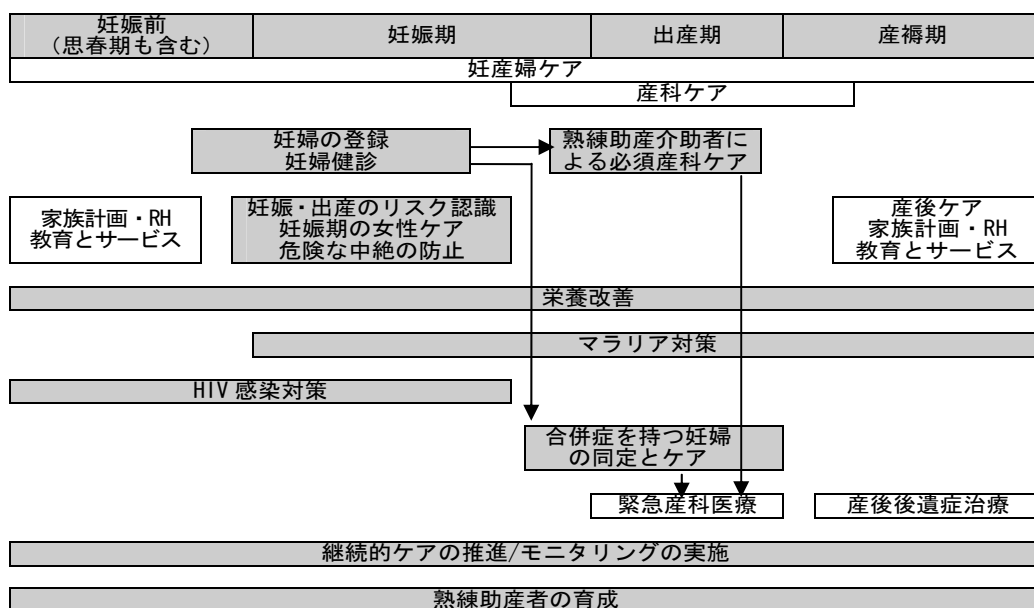 妊娠前
（思春期も含む）
妊娠期
出産期
産褥期
妊産婦ケア
産科ケア
妊婦の登録
妊婦健診
熟練助産介助者に
よる必須産科ケア
家族計画・RH
教育とサービス
妊娠・出産のリスク認識
妊娠期の女性ケア
危険な中絶の防止
産後ケア
家族計画・RH
教育とサービス
栄養改善
マラリア対策
HIV感染対策
合併症を持つ妊婦
の同定とケア
緊急産科医療
産後後遺症治療
継続的ケアの推進/モニタリングの実施
熟練助産者の育成